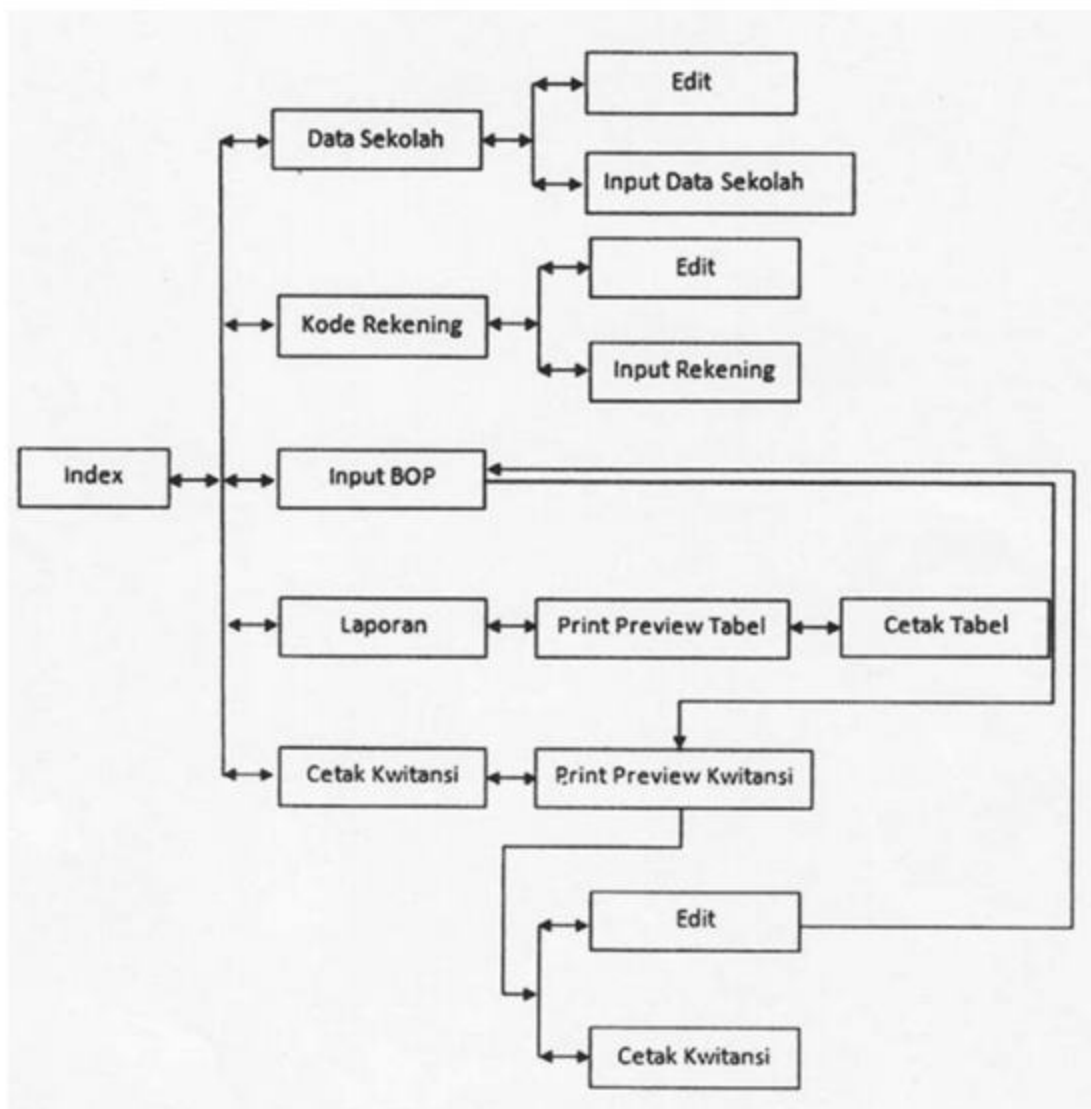 Edit
Data Sekolah
Input Data Sekolah
Edit
Kode Rekening
Input Rekening
Index
Input BOP
Laporan
Print Preview Tabel
Cetak Tabel
Cetak Kwitansi
Print Preview Kwitansi
Edit
Cetak Kwitansi